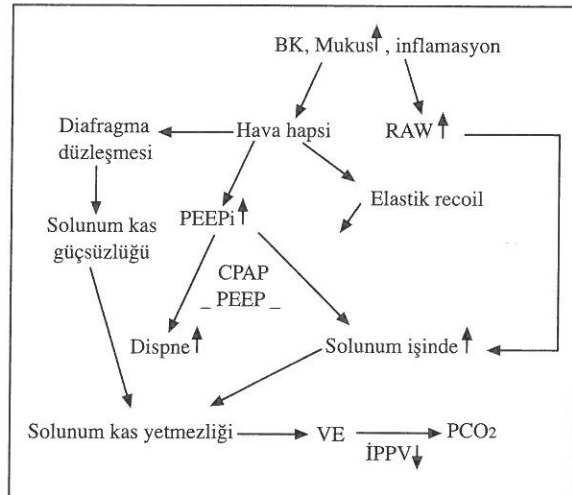 BK, Mukus↑, inflamasyon
Diafragma
düzleşmesi
Hava hapsi
RAW↑
Elastik recoil
Solunum kas
güçsüzlüğü
PEEPi↑
CPAP
_ PEEP _
Dispne↑
Solunum işinde↑
Solunum kas yetmezliği
VE
PCO₂
İPPV↓